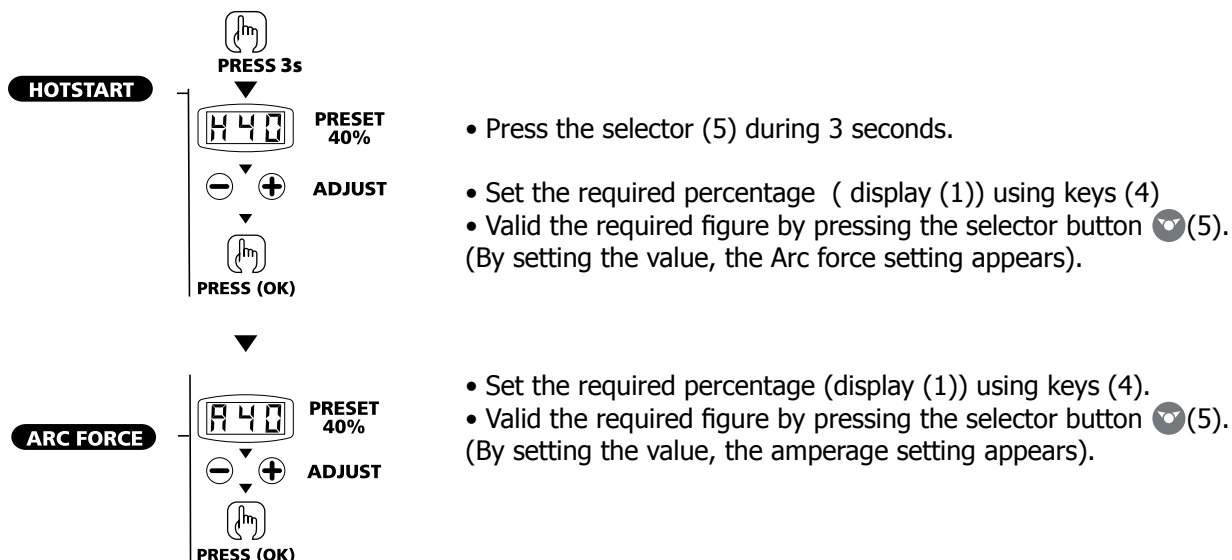 PRESS 3s
HOTSTART
H40
PRESET
40%
ADJUST
PRESS (OK)
• Press the selector (5) during 3 seconds.
• Set the required percentage  ( display (1)) using keys (4)
• Valid the required figure by pressing the selector button (5).
(By setting the value, the Arc force setting appears).
ARC FORCE
A40
PRESET
40%
ADJUST
PRESS (OK)
• Set the required percentage (display (1)) using keys (4).
• Valid the required figure by pressing the selector button (5).
(By setting the value, the amperage setting appears).